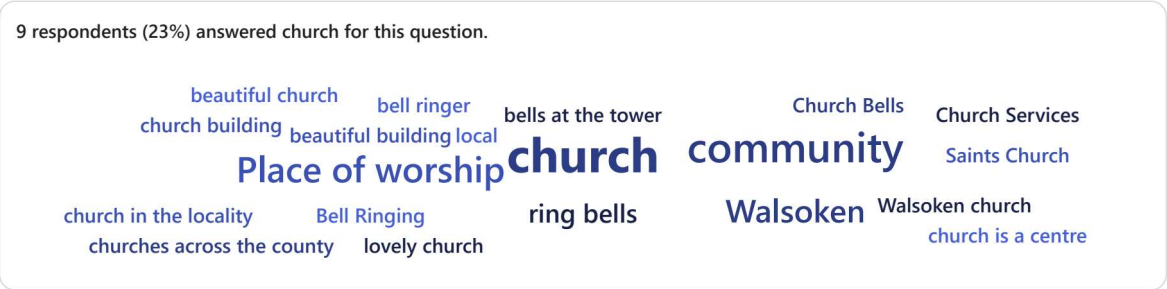 9 respondents (23%) answered church for this question.
beautiful church
bell ringer
bells at the tower
Church Bells
Church Services
church building
beautiful building
local
Place of worship
church
community
Saints Church
church in the locality
Bell Ringing
ring bells
Walsoken
Walsoken church
churches across the county
lovely church
church is a centre